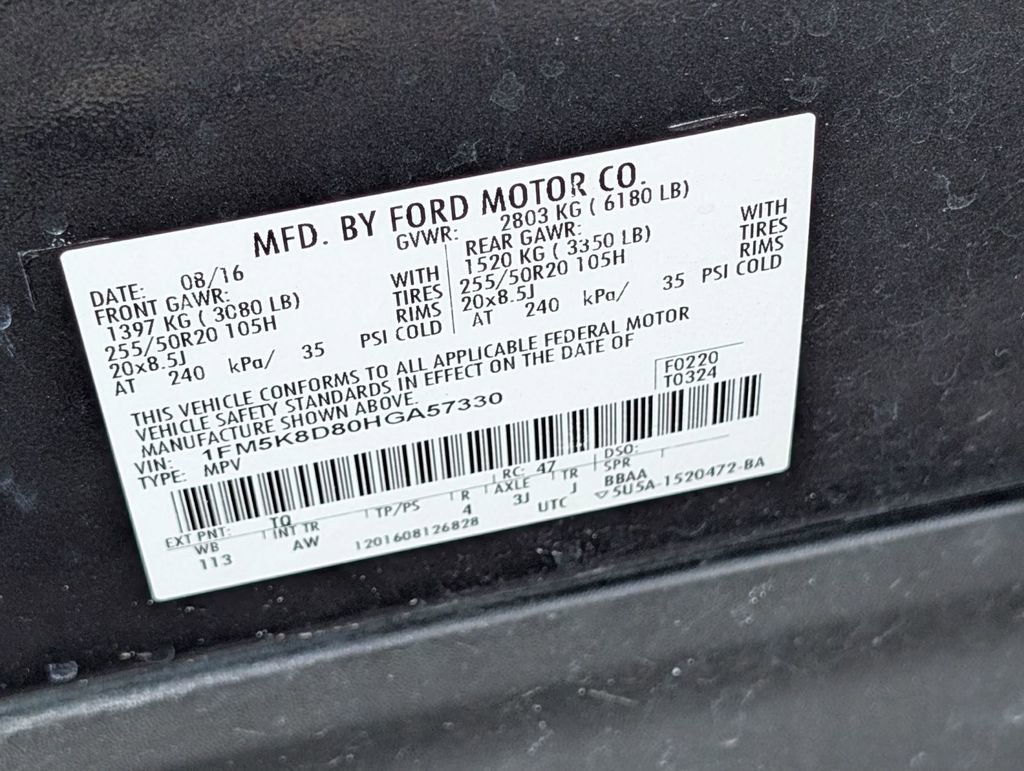 MFD. BY FORD MOTOR CO.
DATE: 08/16
GVWR: 2803 KG ( 6180 LB)
FRONT GAWR:
1397 KG ( 3080 LB) WITH
255/50R20 105H TIRES
20x8.5J RIMS
AT 240 kPa/ 35 PSI COLD
REAR GAWR:
1520 KG ( 3350 LB) WITH
255/50R20 105H TIRES
20x8.5J RIMS
AT 240 kPa/ 35 PSI COLD
THIS VEHICLE CONFORMS TO ALL APPLICABLE FEDERAL MOTOR
VEHICLE SAFETY STANDARDS IN EFFECT ON THE DATE OF
MANUFACTURE SHOWN ABOVE.
VIN: 1FM5K8D80HGA57330
TYPE: MPV
F0220
T0324
EXT PNT: TQ RC: 47 DSO:
WB INT TR TP/PS R AXLE TR SPR
113 AW 4 3J J BBAA
1201608126828 UTC ▽5U5A-1520472-BA